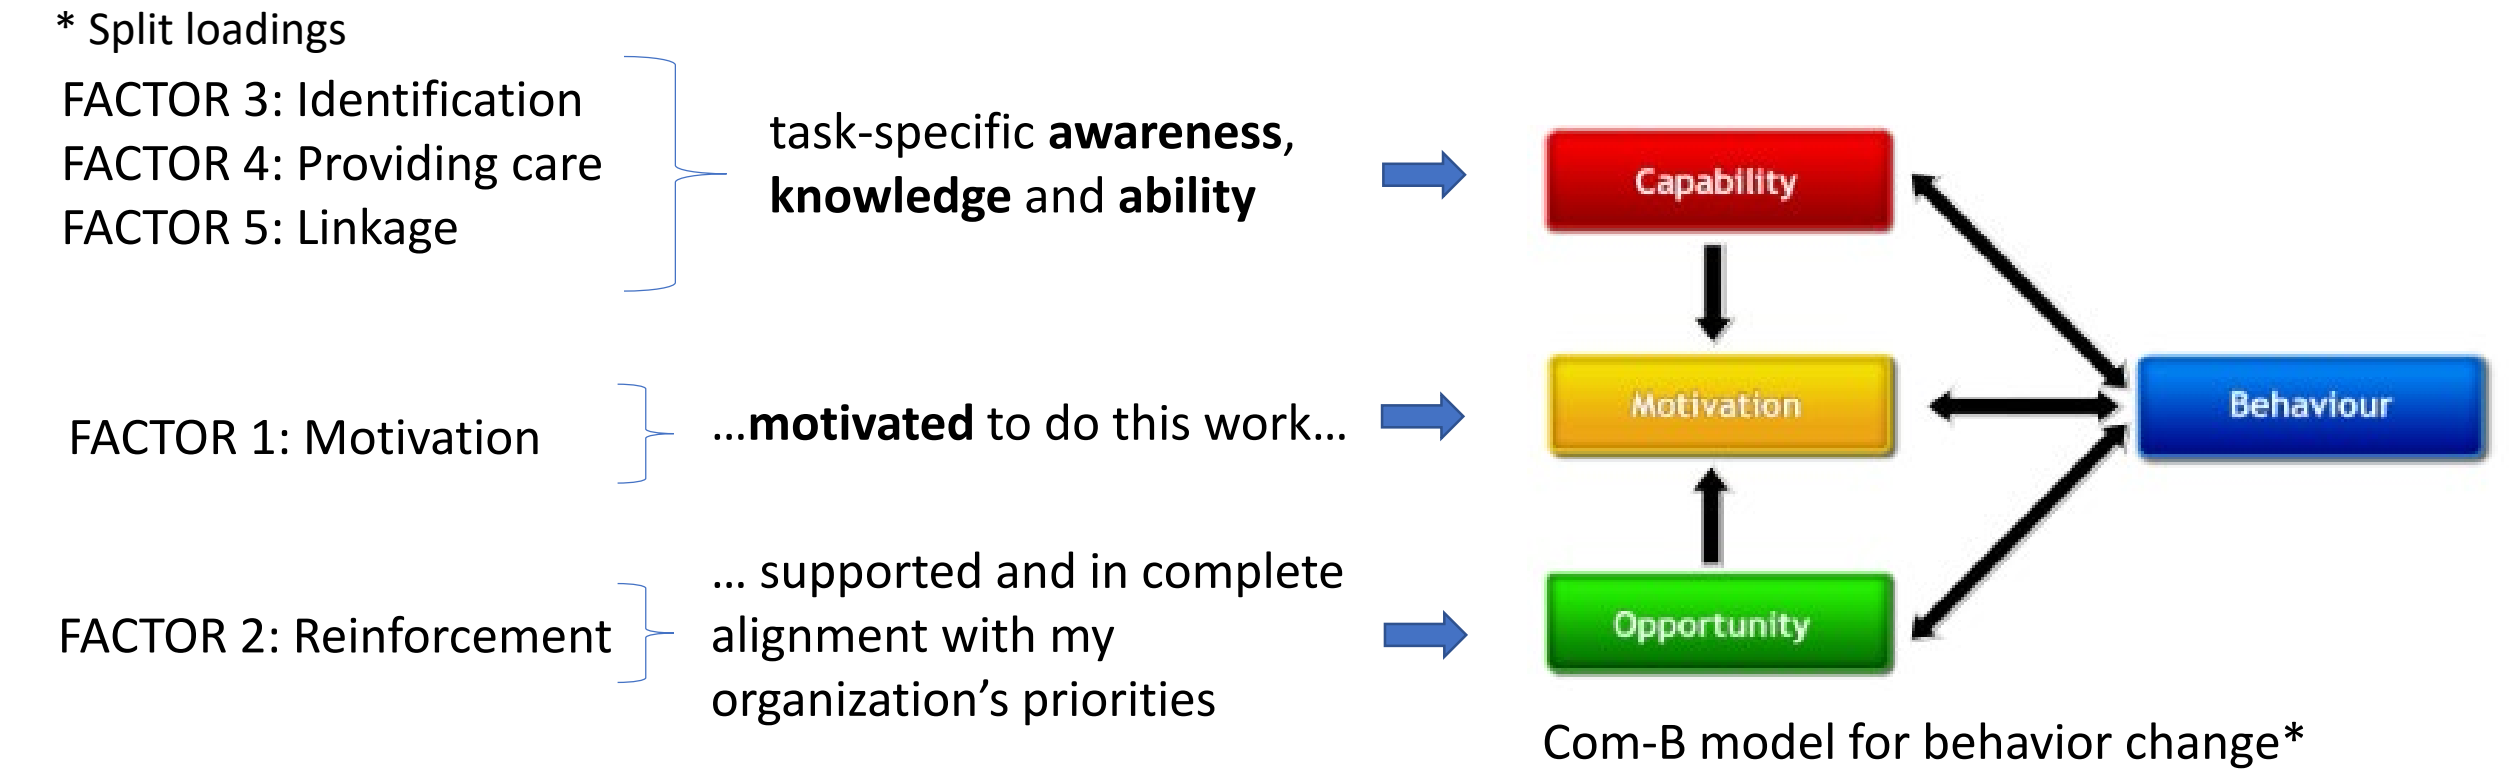 * Split loadings
FACTOR 3: Identification
FACTOR 4: Providing care
FACTOR 5: Linkage
task-specific awareness,
knowledge and ability
Capability
FACTOR 1: Motivation
...motivated to do this work...
Motivation
Behaviour
FACTOR 2: Reinforcement
... supported and in complete
alignment with my
organization’s priorities
Opportunity
Com-B model for behavior change*